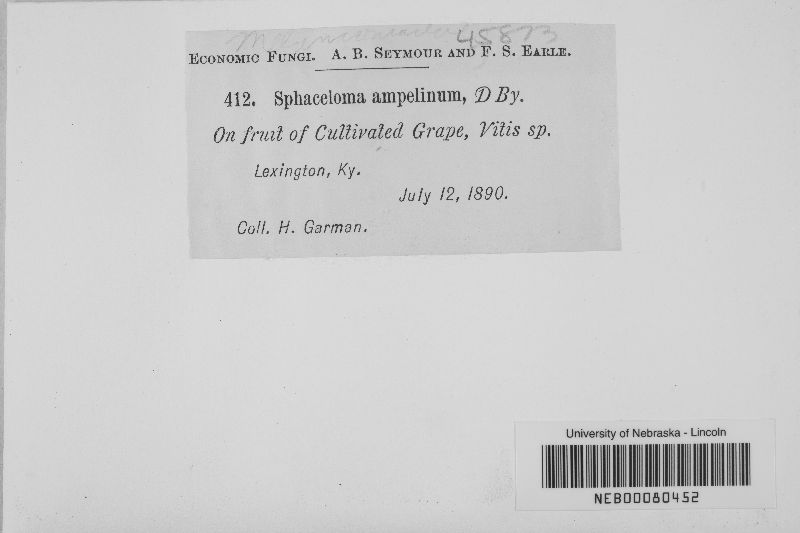 45873
ECONOMIC FUNGI. A. B. SEYMOUR AND F. S. EARLE.
412. Sphaceloma ampelinum, D By.
On fruit of Cultivated Grape, Vitis sp.
Lexington, Ky.
July 12, 1890.
Coll. H. Garman.
University of Nebraska - Lincoln
NEB00080452